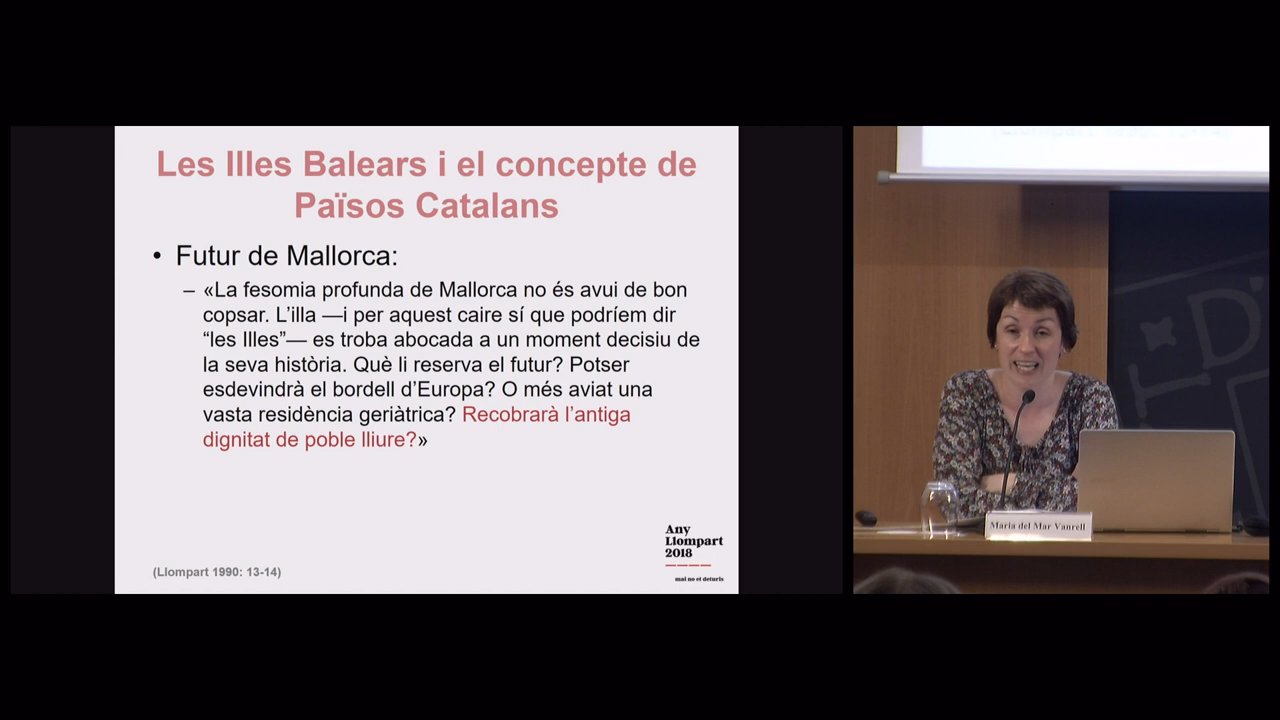 Les Illes Balears i el concepte de
Països Catalans
• Futur de Mallorca:
– «La fesomia profunda de Mallorca no és avui de bon
copsar. L’illa —i per aquest caire sí que podríem dir
“les Illes”— es troba abocada a un moment decisiu de
la seva història. Què li reserva el futur? Potser
esdevindrà el bordell d’Europa? O més aviat una
vasta residència geriàtrica? Recobrarà l’antiga
dignitat de poble lliure?»
(Llompart 1990: 13-14)
Any
Llompart
2018
mai no et deturis
Maria del Mar Vanrell